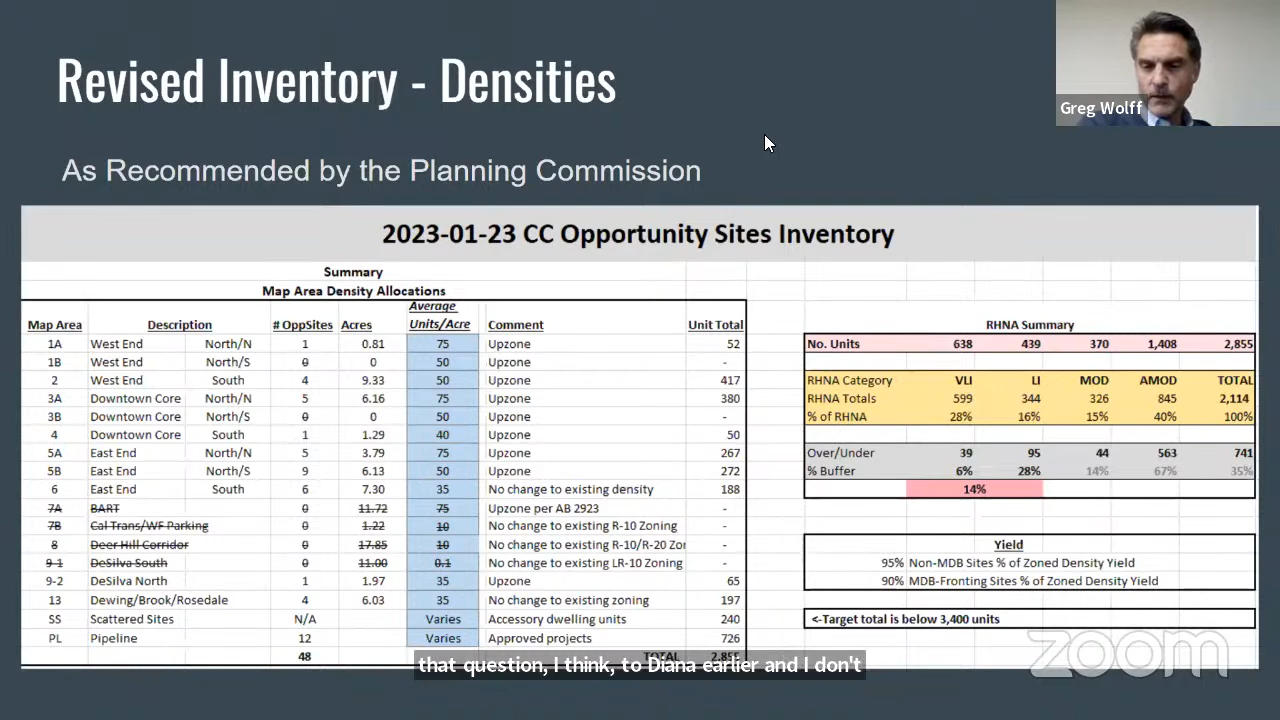 Revised Inventory - Densities
Greg Wolff
As Recommended by the Planning Commission
2023-01-23 CC Opportunity Sites Inventory
Summary
Map Area Density Allocations
Average
Map Area Description # OppSites Acres Units/Acre Comment Unit Total
1A West End North/N 1 0.81 75 Upzone 52
1B West End North/S 0 0 50 Upzone -
2 West End South 4 9.33 50 Upzone 417
3A Downtown Core North/N 5 6.16 75 Upzone 380
3B Downtown Core North/S 0 0 50 Upzone -
4 Downtown Core South 1 1.29 40 Upzone 50
5A East End North/N 5 3.79 75 Upzone 267
5B East End North/S 9 6.13 50 Upzone 272
6 East End South 6 7.30 35 No change to existing density 188
7A BART 0 11.72 75 Upzone per AB 2923 -
7B Cal Trans/WF Parking 0 1.22 10 No change to existing R-10 Zoning -
8 Deer Hill Corridor 0 17.85 10 No change to existing R-10/R-20 Zor -
9-1 DeSilva South 0 11.00 0.1 No change to existing LR-10 Zoning -
9-2 DeSilva North 1 1.97 35 Upzone 65
13 Dewing/Brook/Rosedale 4 6.03 35 No change to existing zoning 197
SS Scattered Sites N/A Varies Accessory dwelling units 240
PL Pipeline 12 Varies Approved projects 726
48 TOTAL 2,855
RHNA Summary
No. Units 638 439 370 1,408 2,855
RHNA Category VLI LI MOD AMOD TOTAL
RHNA Totals 599 344 326 845 2,114
% of RHNA 28% 16% 15% 40% 100%
Over/Under 39 95 44 563 741
% Buffer 6% 28% 14% 67% 35%
14%
Yield
95% Non-MDB Sites % of Zoned Density Yield
90% MDB-Fronting Sites % of Zoned Density Yield
<-Target total is below 3,400 units
that question, I think, to Diana earlier and I don't
zoom